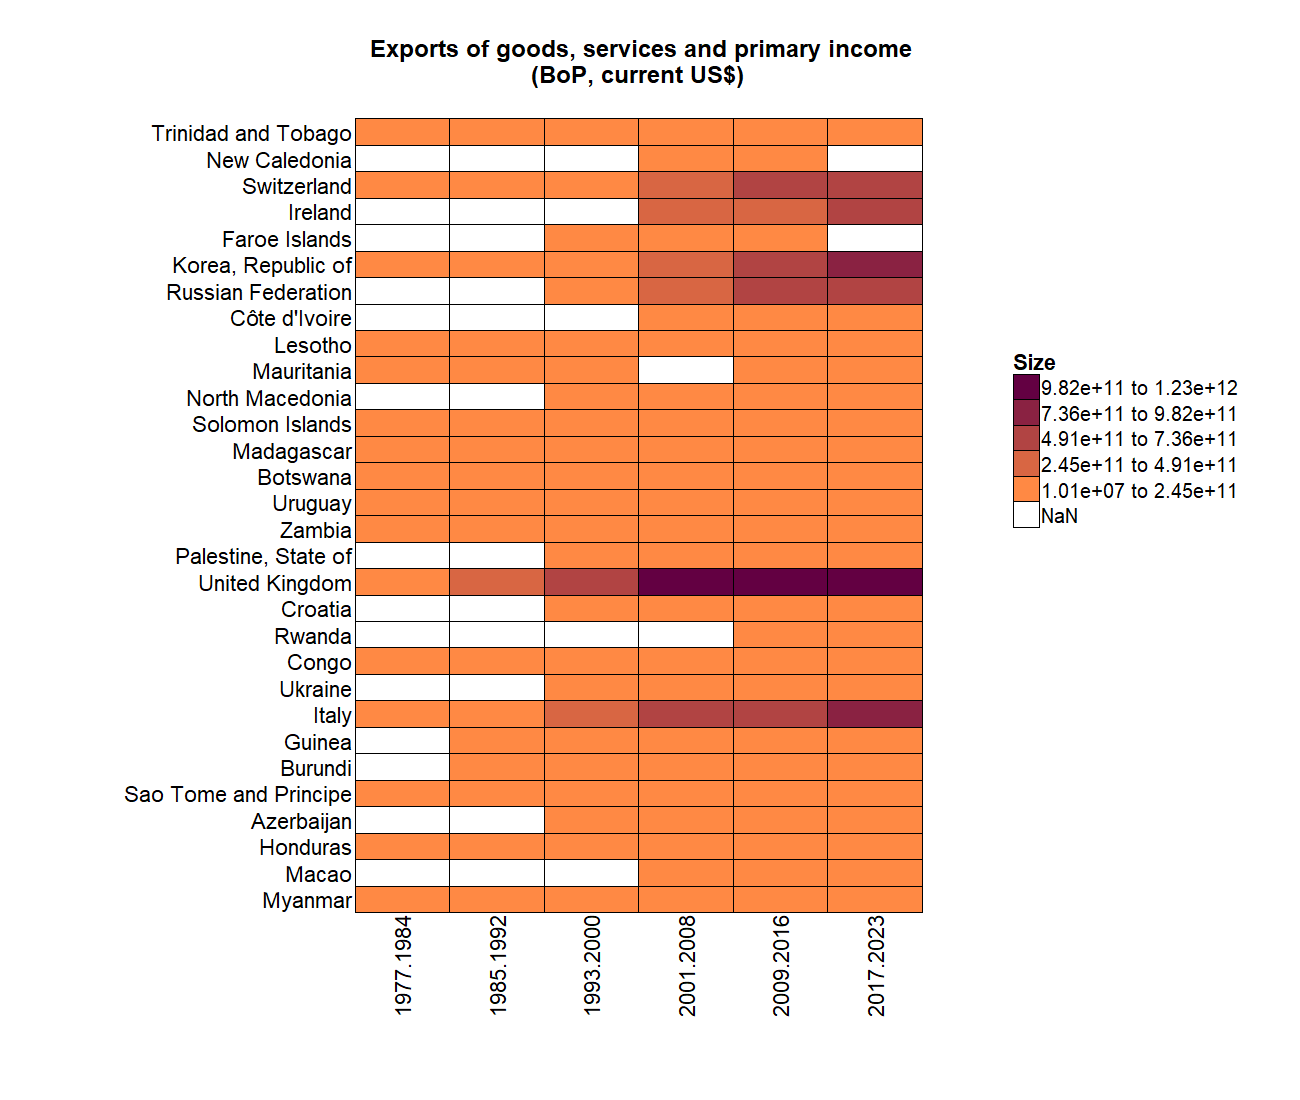 Exports of goods, services and primary income
(BoP, current US$)
Trinidad and Tobago
New Caledonia
Switzerland
Ireland
Faroe Islands
Korea, Republic of
Russian Federation
Côte d'Ivoire
Lesotho
Mauritania
North Macedonia
Solomon Islands
Madagascar
Botswana
Uruguay
Zambia
Palestine, State of
United Kingdom
Croatia
Rwanda
Congo
Ukraine
Italy
Guinea
Burundi
Sao Tome and Principe
Azerbaijan
Honduras
Macao
Myanmar
1977.1984
1985.1992
1993.2000
2001.2008
2009.2016
2017.2023
Size
9.82e+11 to 1.23e+12
7.36e+11 to 9.82e+11
4.91e+11 to 7.36e+11
2.45e+11 to 4.91e+11
1.01e+07 to 2.45e+11
NaN